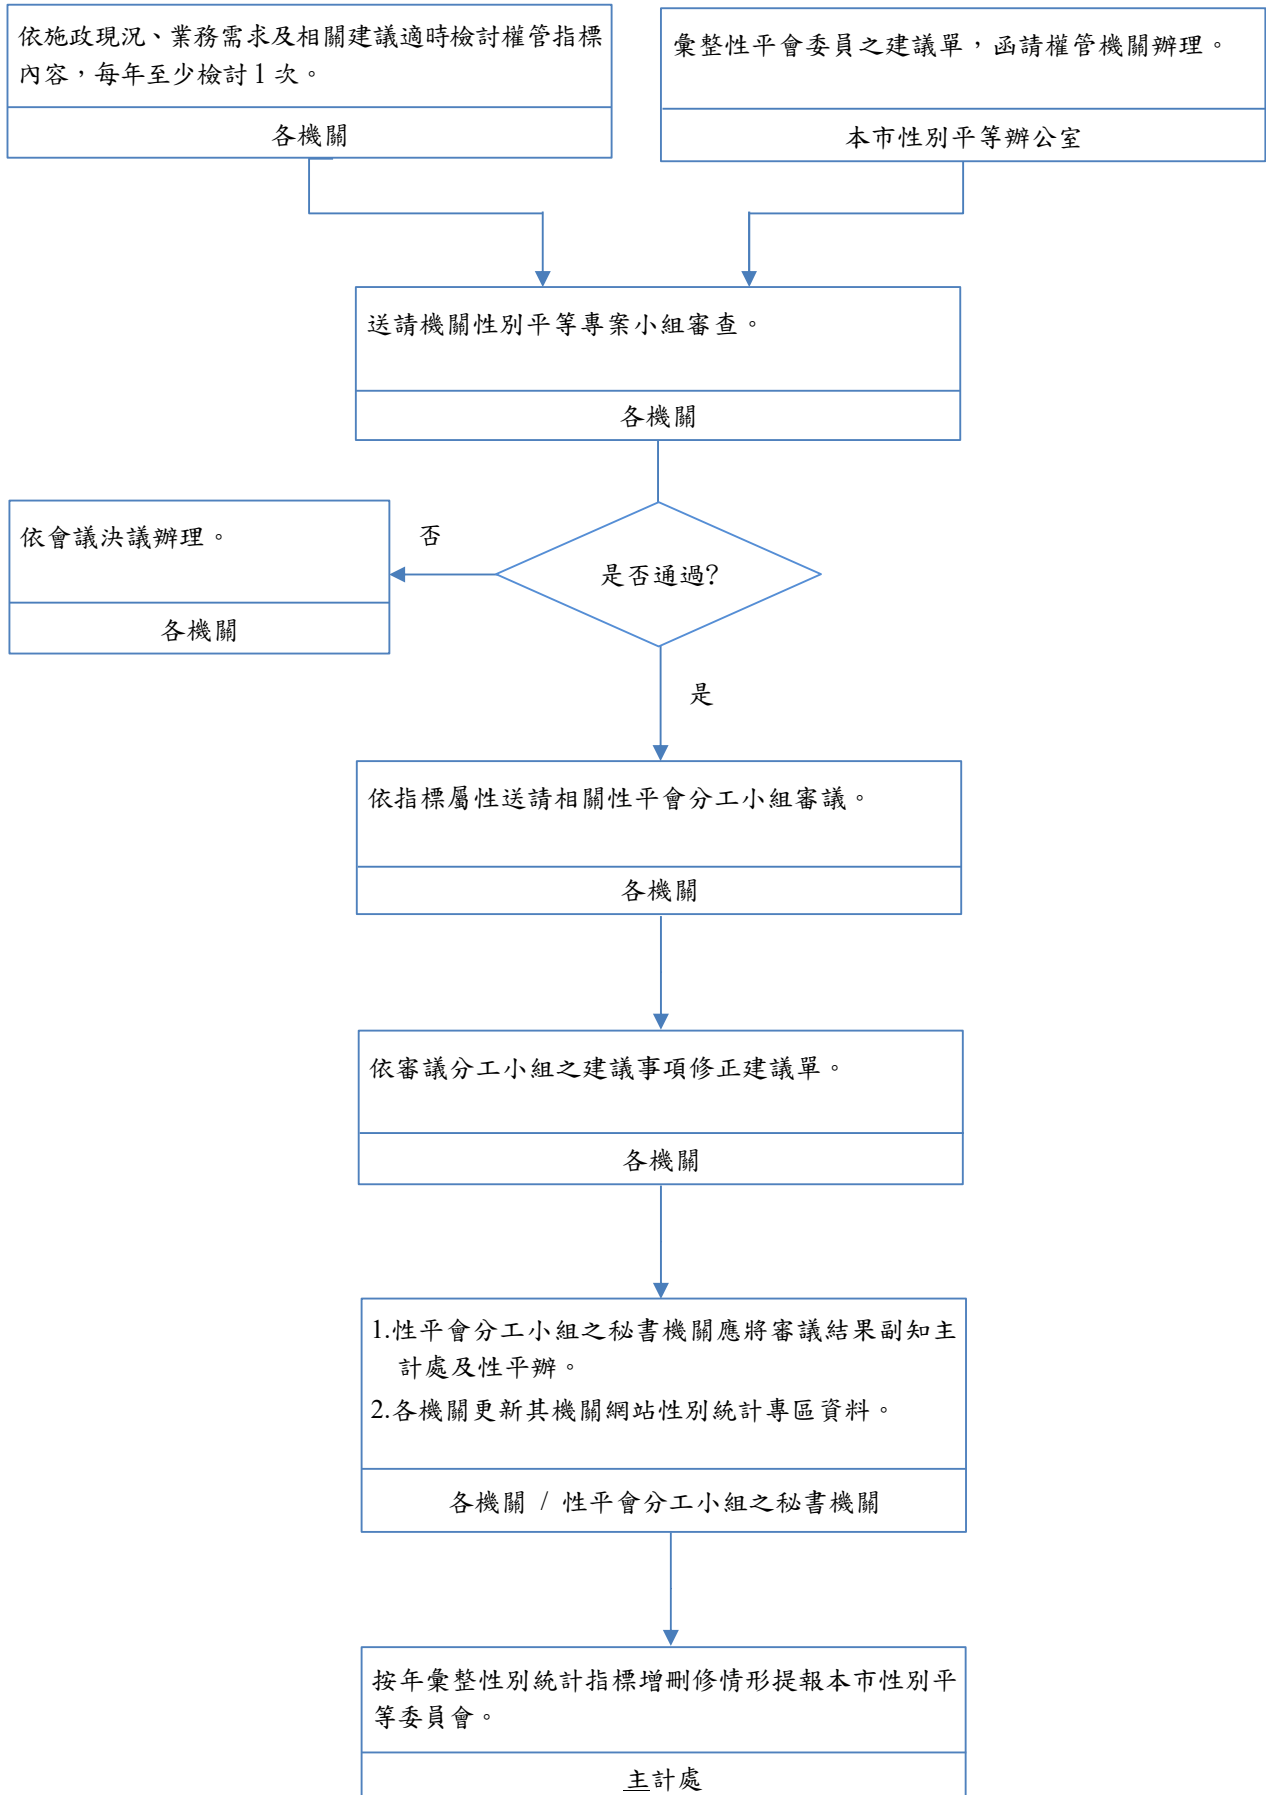 依施政現況、業務需求及相關建議適時檢討權管指標
內容，每年至少檢討1次。
各機關
彙整性平會委員之建議單，函請權管機關辦理。
本市性別平等辦公室
送請機關性別平等專案小組審查。
各機關
是否通過?
否
依會議決議辦理。
各機關
是
依指標屬性送請相關性平會分工小組審議。
各機關
依審議分工小組之建議事項修正建議單。
各機關
1.性平會分工小組之秘書機關應將審議結果副知主
計處及性平辦。
2.各機關更新其機關網站性別統計專區資料。
各機關 / 性平會分工小組之秘書機關
按年彙整性別統計指標增刪修情形提報本市性別平
等委員會。
主計處